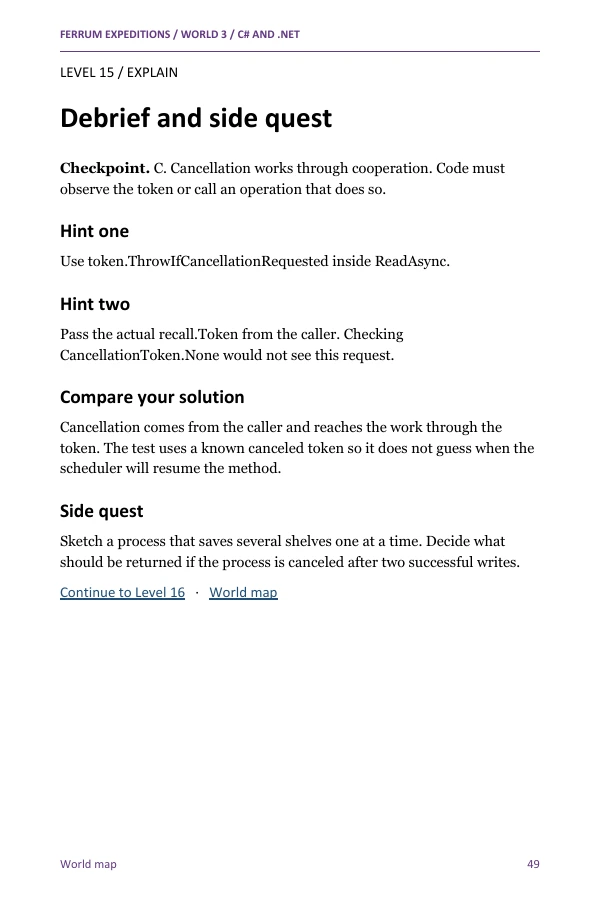 FERRUM EXPEDITIONS / WORLD 3 / C# AND .NET
LEVEL 15 / EXPLAIN
Debrief and side quest
Checkpoint. C. Cancellation works through cooperation. Code must
observe the token or call an operation that does so.
Hint one
Use token.ThrowIfCancellationRequested inside ReadAsync.
Hint two
Pass the actual recall.Token from the caller. Checking
CancellationToken.None would not see this request.
Compare your solution
Cancellation comes from the caller and reaches the work through the
token. The test uses a known canceled token so it does not guess when the
scheduler will resume the method.
Side quest
Sketch a process that saves several shelves one at a time. Decide what
should be returned if the process is canceled after two successful writes.
Continue to Level 16 · World map
World map 49